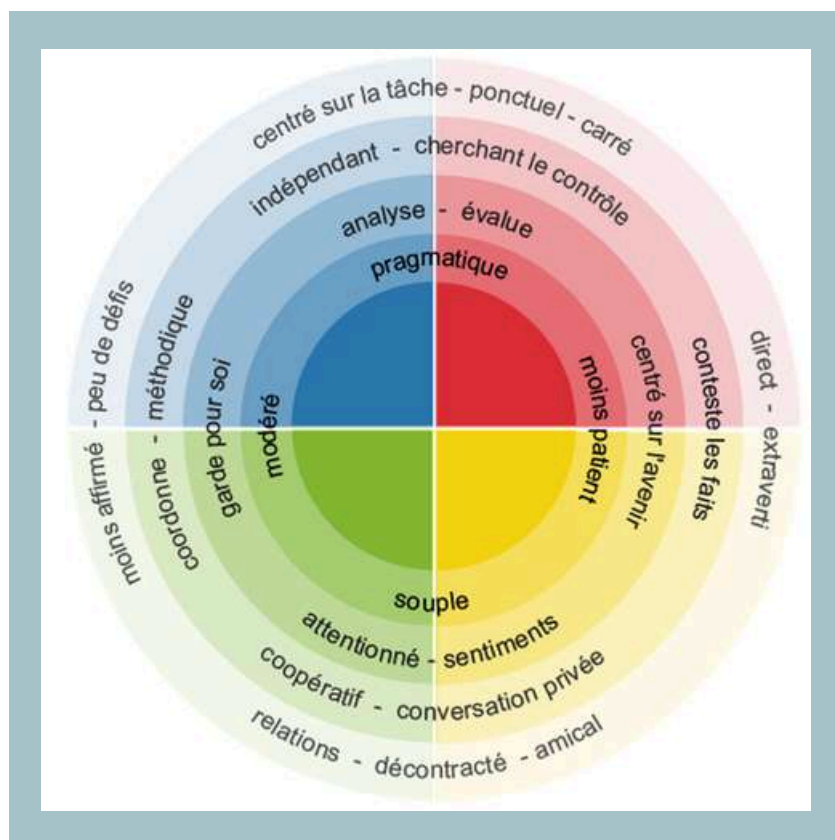 centré sur la tâche - ponctuel - carré
indépendant - cherchant le contrôle
analyse - évalue
pragmatique
moins affirmé - peu de défis
coordonne - méthodique
garde pour soi
modéré
moins patient
centré sur l'avenir
conteste les faits
direct - extraverti
souple
attentionné - sentiments
coopératif - conversation privée
relations - décontracté - amical